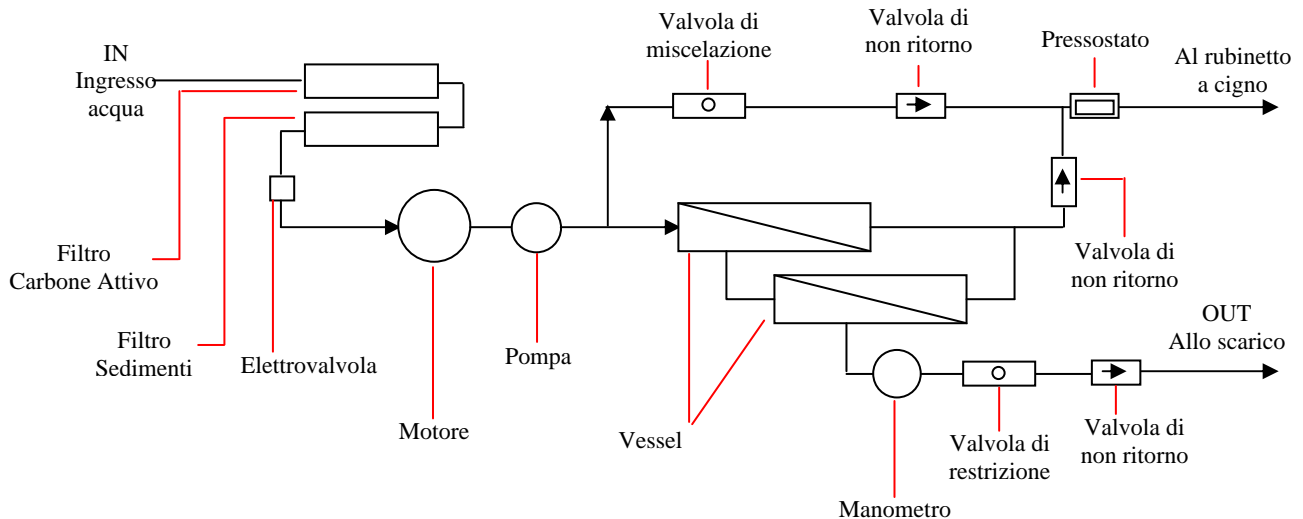 IN
Ingresso
acqua
Valvola di
miscelazione
Valvola di
non ritorno
Pressostato
Al rubinetto
a cigno
Filtro
Carbone Attivo
Filtro
Sedimenti
Elettrovalvola
Motore
Pompa
Vessel
Valvola di
non ritorno
OUT
Allo scarico
Manometro
Valvola di
restrizione
Valvola di
non ritorno